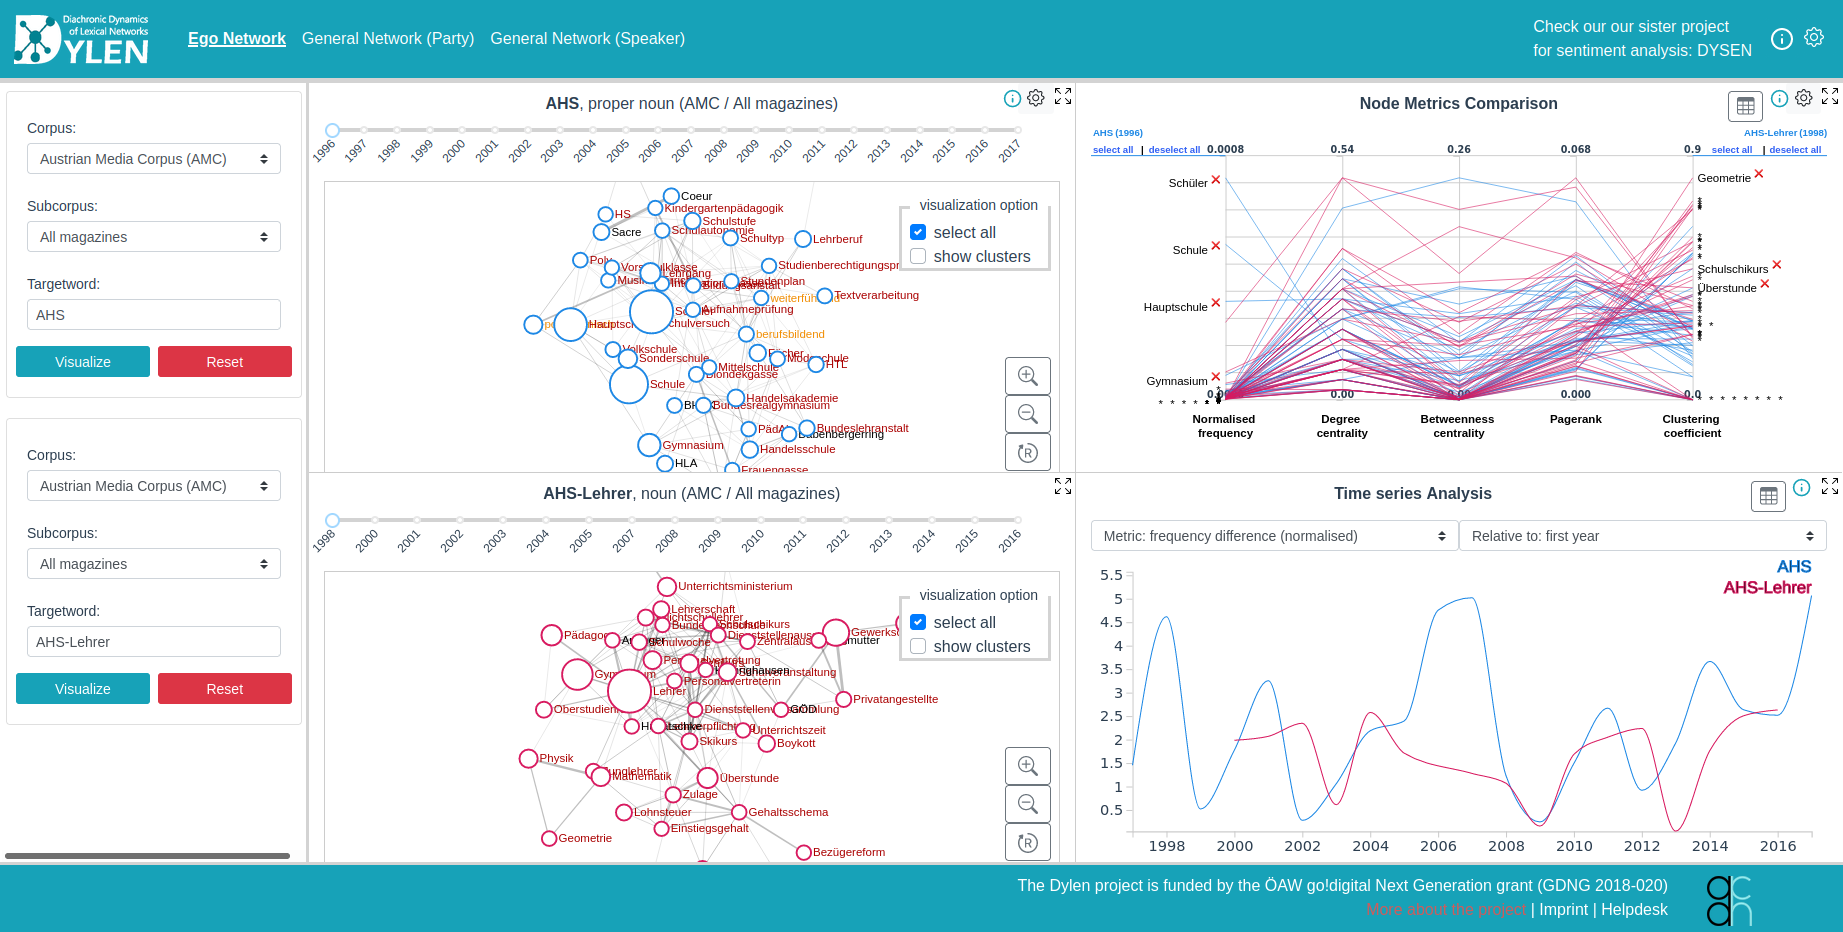 Diachronic Dynamics
of Lexical Networks
DYLEN
Ego Network
General Network (Party)
General Network (Speaker)
Check our our sister project
for sentiment analysis: DYSEN
Corpus:
Austrian Media Corpus (AMC)
Subcorpus:
All magazines
Targetword:
AHS
Visualize
Reset
Corpus:
Austrian Media Corpus (AMC)
Subcorpus:
All magazines
Targetword:
AHS-Lehrer
Visualize
Reset
AHS, proper noun (AMC / All magazines)
1996 1997 1998 1999 2000 2001 2002 2003 2004 2005 2006 2007 2008 2009 2010 2011 2012 2013 2014 2015 2016 2017
visualization option
select all
show clusters
Coeur
Kindergartenpädagogik
HS
Schulstufe
Sacre
Schulautonomie
Schultyp
Lehrberuf
Studienberechtigungspr
Lehrgang
Stundenplan
Bildungsanstalt
Textverarbeitung
Aufnahmeprüfung
berufsbildend
Volkschule
Sonderschule
HTL
Mittelschule
Schule
Handelsakademie
Bundesrealgymnasium
Bundeslehranstalt
Babenbergerring
Gymnasium
Handelsschule
HLA
Frauengasse
AHS-Lehrer, noun (AMC / All magazines)
1998 2000 2001 2002 2003 2004 2005 2007 2008 2009 2010 2011 2012 2013 2014 2015 2016
visualization option
select all
show clusters
Unterrichtsministerium
Lehrerschaft
Zentralaus
Lehrer
Personalvertreterin
Privatangestellte
GÖD
Unterrichtszeit
Skikurs
Boykott
Physik
Junglehrer
Mathematik
Überstunde
Zulage
Lohnsteuer
Gehaltsschema
Einstiegsgehalt
Geometrie
Bezügereform
Node Metrics Comparison
AHS (1996)
AHS-Lehrer (1998)
select all | deselect all
0.0008 0.54 0.26 0.068 0.9
select all | deselect all
Schüler
Geometrie
Schule
Schulschikurs
Überstunde
Hauptschule
Gymnasium
0.00 0.00 0.00 0.000 0.0
Normalised
frequency
Degree
centrality
Betweenness
centrality
Pagerank
Clustering
coefficient
Time series Analysis
Metric: frequency difference (normalised)
Relative to: first year
AHS
AHS-Lehrer
5.5
5
4.5
4
3.5
3
2.5
2
1.5
1
0.5
1998 2000 2002 2004 2006 2008 2010 2012 2014 2016
The Dylen project is funded by the ÖAW go!digital Next Generation grant (GDNG 2018-020)
More about the project | Imprint | Helpdesk